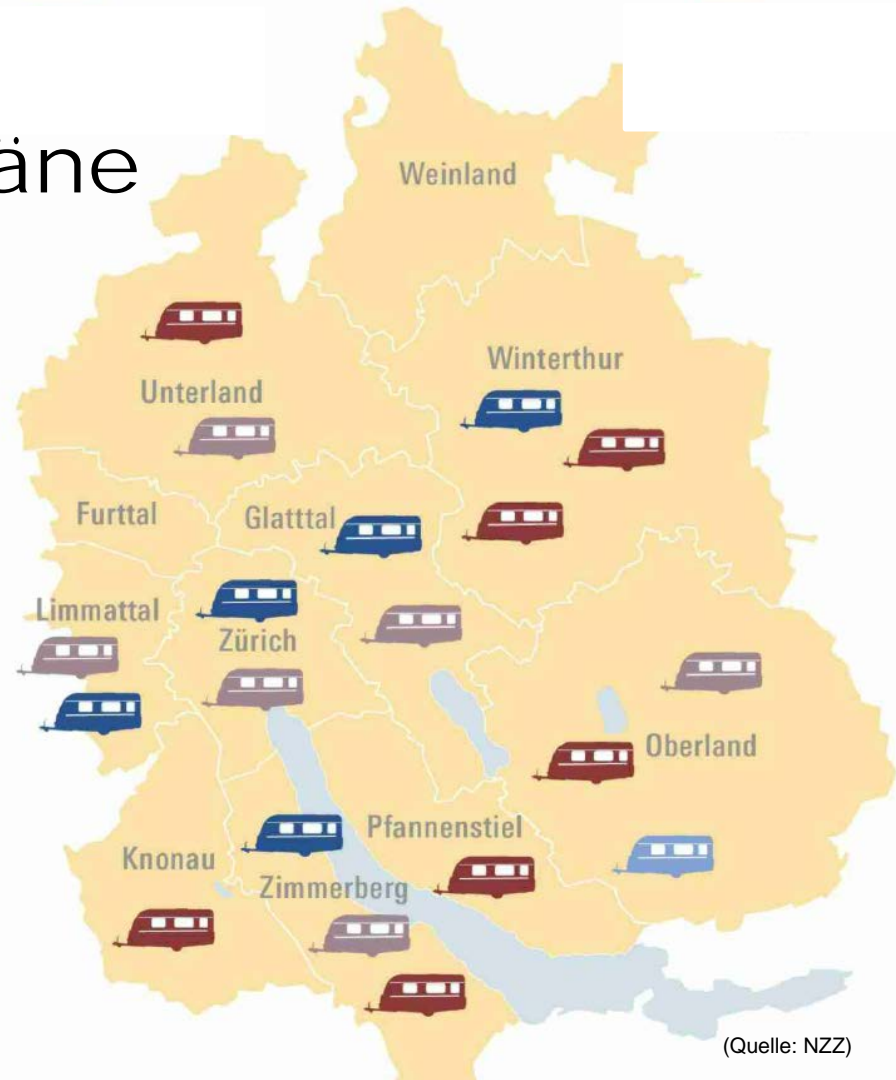 äne
Weinland
Winterthur
Unterland
Furttal
Glatttal
Limmattal
Zürich
Oberland
Pfannenstiel
Knonau
Zimmerberg
(Quelle: NZZ)